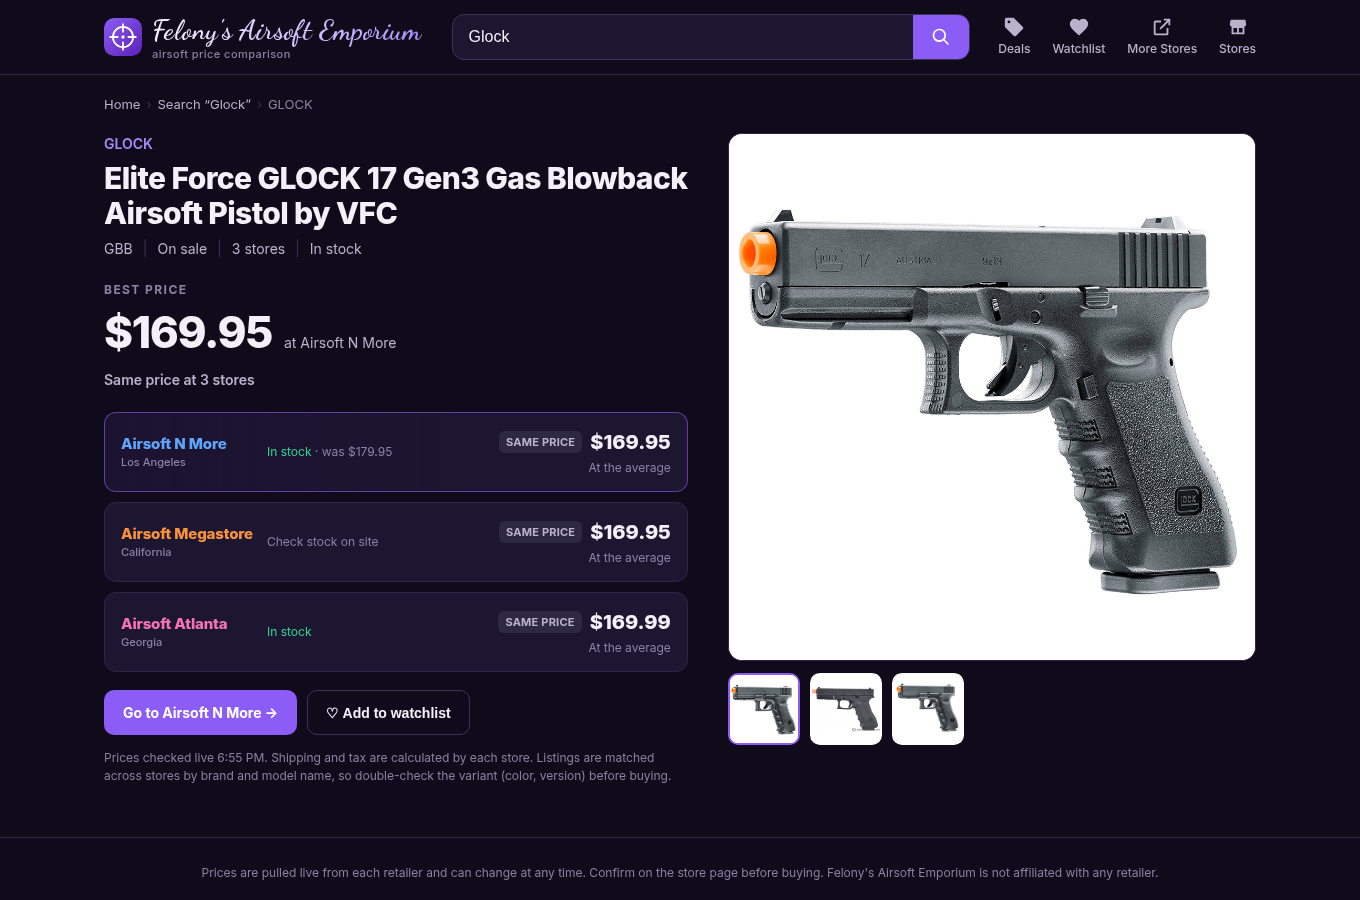 Felony's Airsoft Emporium
airsoft price comparison
Glock
Deals
Watchlist
More Stores
Stores
Home › Search “Glock” › GLOCK
GLOCK
Elite Force GLOCK 17 Gen3 Gas Blowback
Airsoft Pistol by VFC
GBB | On sale | 3 stores | In stock
BEST PRICE
$169.95 at Airsoft N More
Same price at 3 stores
Airsoft N More
Los Angeles
In stock · was $179.95
SAME PRICE $169.95
At the average
Airsoft Megastore
California
Check stock on site
SAME PRICE $169.95
At the average
Airsoft Atlanta
Georgia
In stock
SAME PRICE $169.99
At the average
Go to Airsoft N More →
♡ Add to watchlist
Prices checked live 6:55 PM. Shipping and tax are calculated by each store. Listings are matched
across stores by brand and model name, so double-check the variant (color, version) before buying.
GLOCK 17 AUSTRIA 9x19
GLOCK
Prices are pulled live from each retailer and can change at any time. Confirm on the store page before buying. Felony's Airsoft Emporium is not affiliated with any retailer.